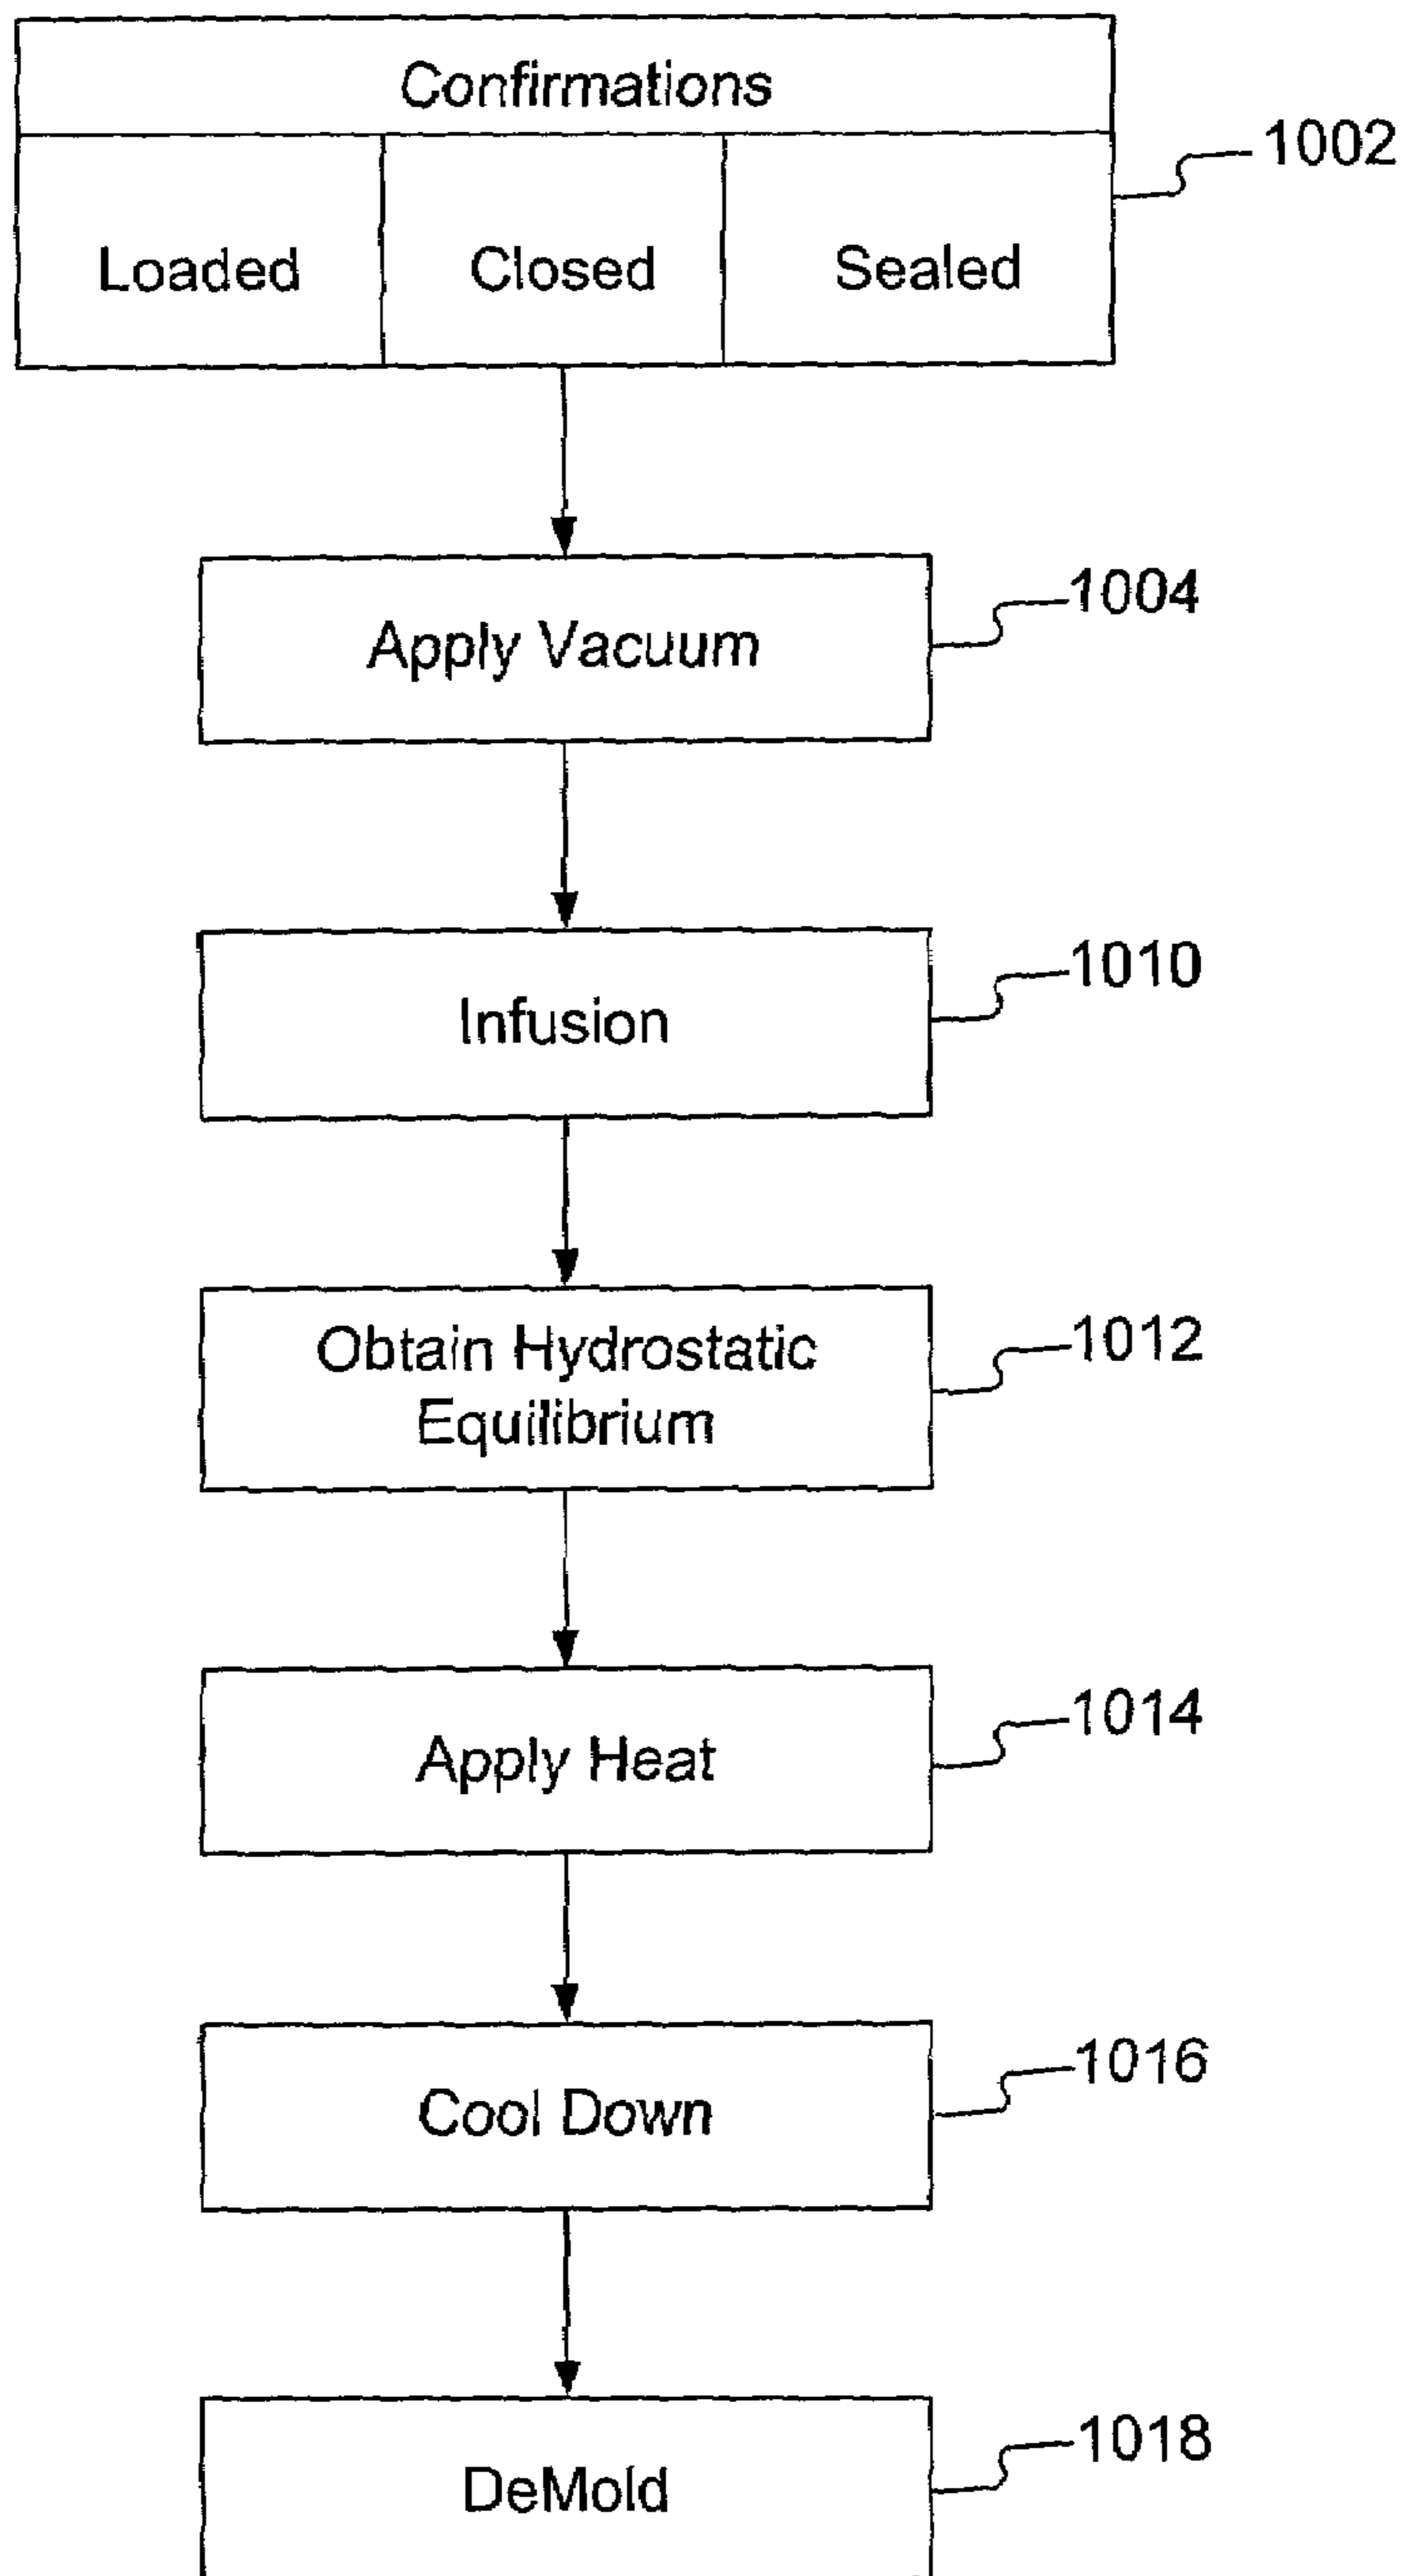 Confirmations
1002
Loaded
Closed
Sealed
Apply Vacuum
1004
Infusion
1010
Obtain Hydrostatic
Equilibrium
1012
Apply Heat
1014
Cool Down
1016
DeMold
1018